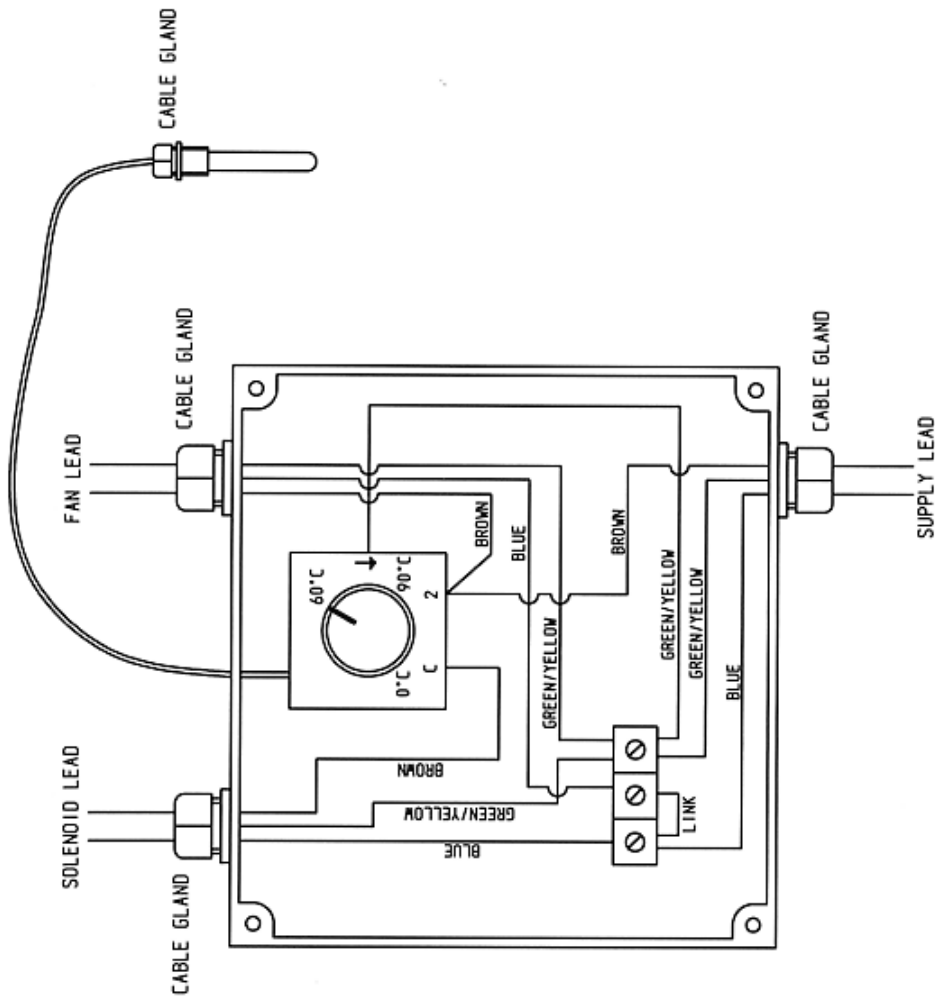 CABLE GLAND
FAN LEAD
CABLE GLAND
SOLENOID LEAD
CABLE GLAND
60°C
90°C
0°C
2
C
BROWN
BLUE
BROWN
GREEN/YELLOW
GREEN/YELLOW
GREEN/YELLOW
BLUE
BROWN
GREEN/YELLOW
BLUE
LINK
CABLE GLAND
SUPPLY LEAD